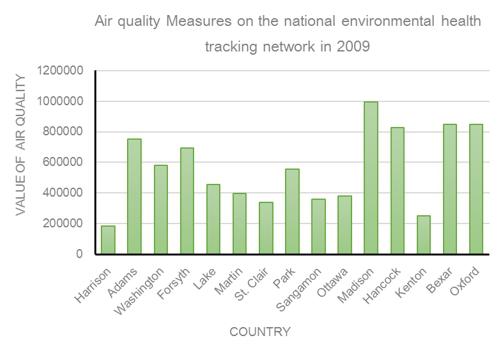 Air quality Measures on the national environmental health
tracking network in 2009
VALUE OF AIR QUALITY
1200000
1000000
800000
600000
400000
200000
0
Harrison
Adams
Washington
Forsyth
Lake
Martin
St. Clair
Park
Sangamon
Ottawa
Madison
Hancock
Kenton
Bexar
Oxford
COUNTRY